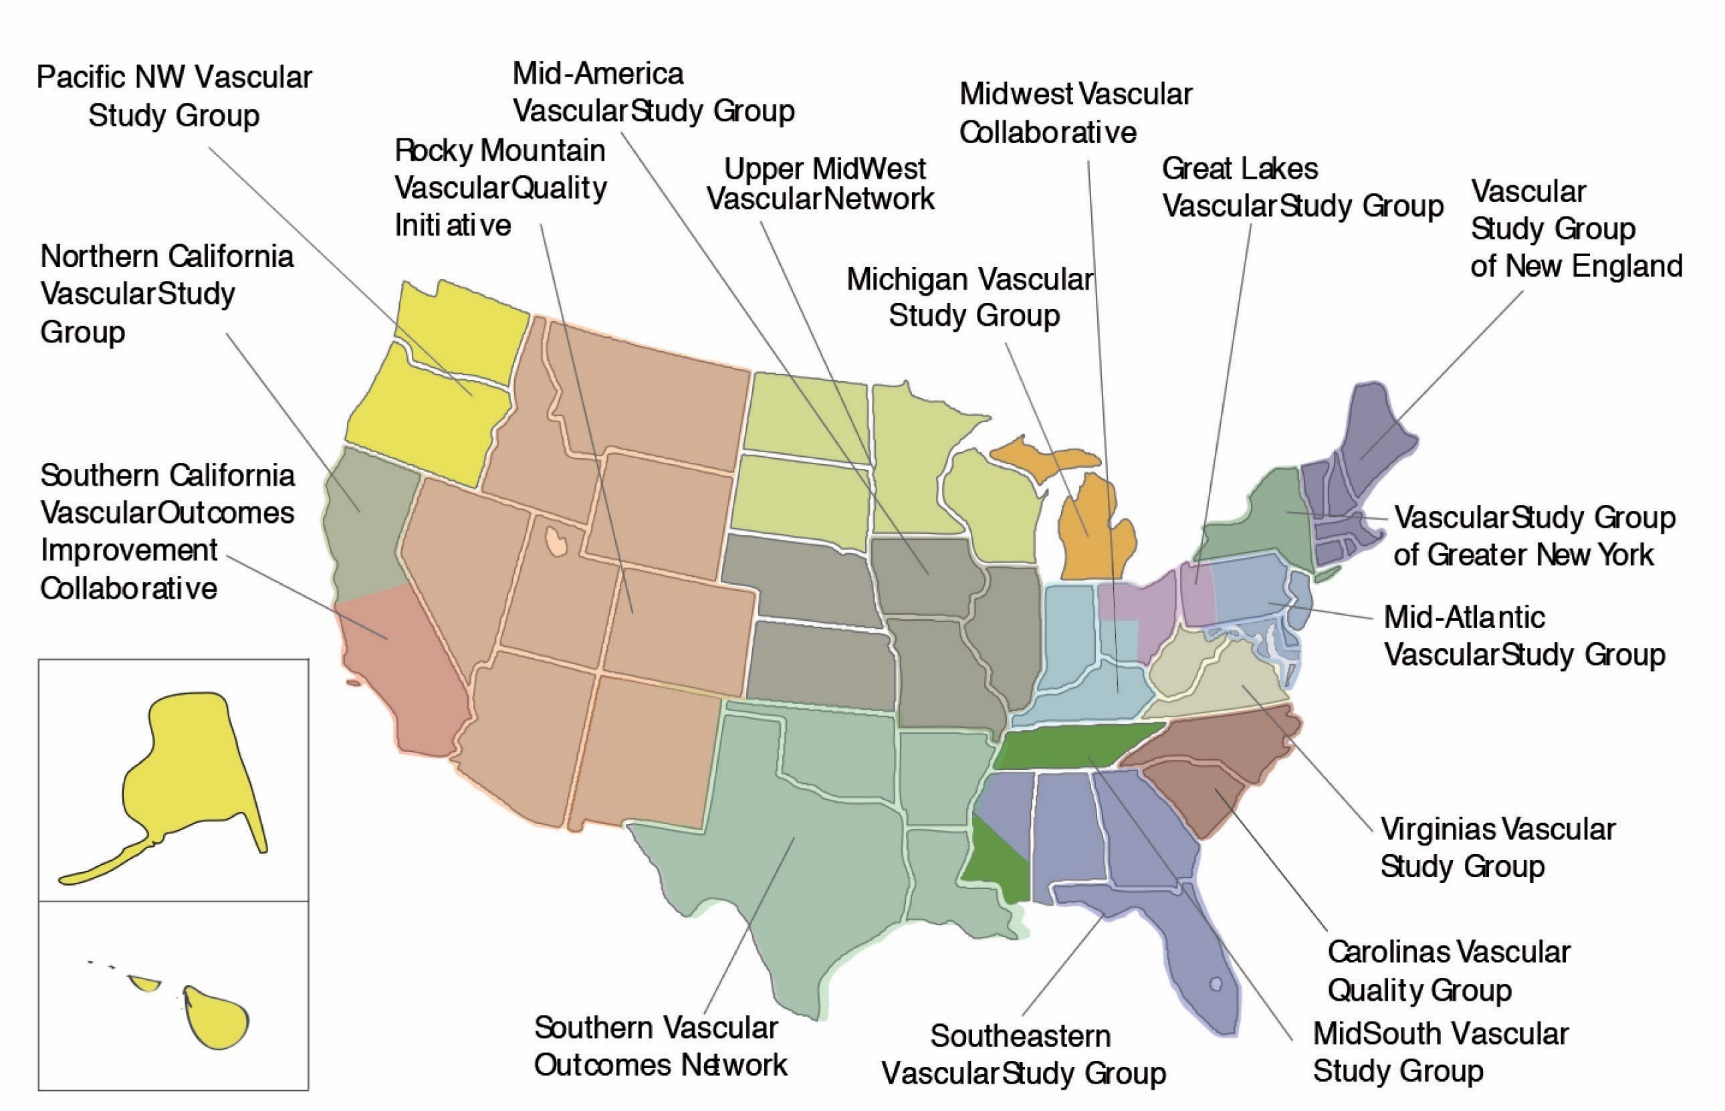 Pacific NW Vascular
Study Group
Mid-America
Vascular Study Group
Rocky Mountain
Vascular Quality
Initiative
Upper MidWest
Vascular Network
Midwest Vascular
Collaborative
Great Lakes
Vascular Study Group
Vascular
Study Group
of New England
Northern California
Vascular Study
Group
Michigan Vascular
Study Group
Southern California
Vascular Outcomes
Improvement
Collaborative
Vascular Study Group
of Greater New York
Mid-Atlantic
Vascular Study Group
Virginias Vascular
Study Group
Carolinas Vascular
Quality Group
MidSouth Vascular
Study Group
Southeastern
Vascular Study Group
Southern Vascular
Outcomes Network